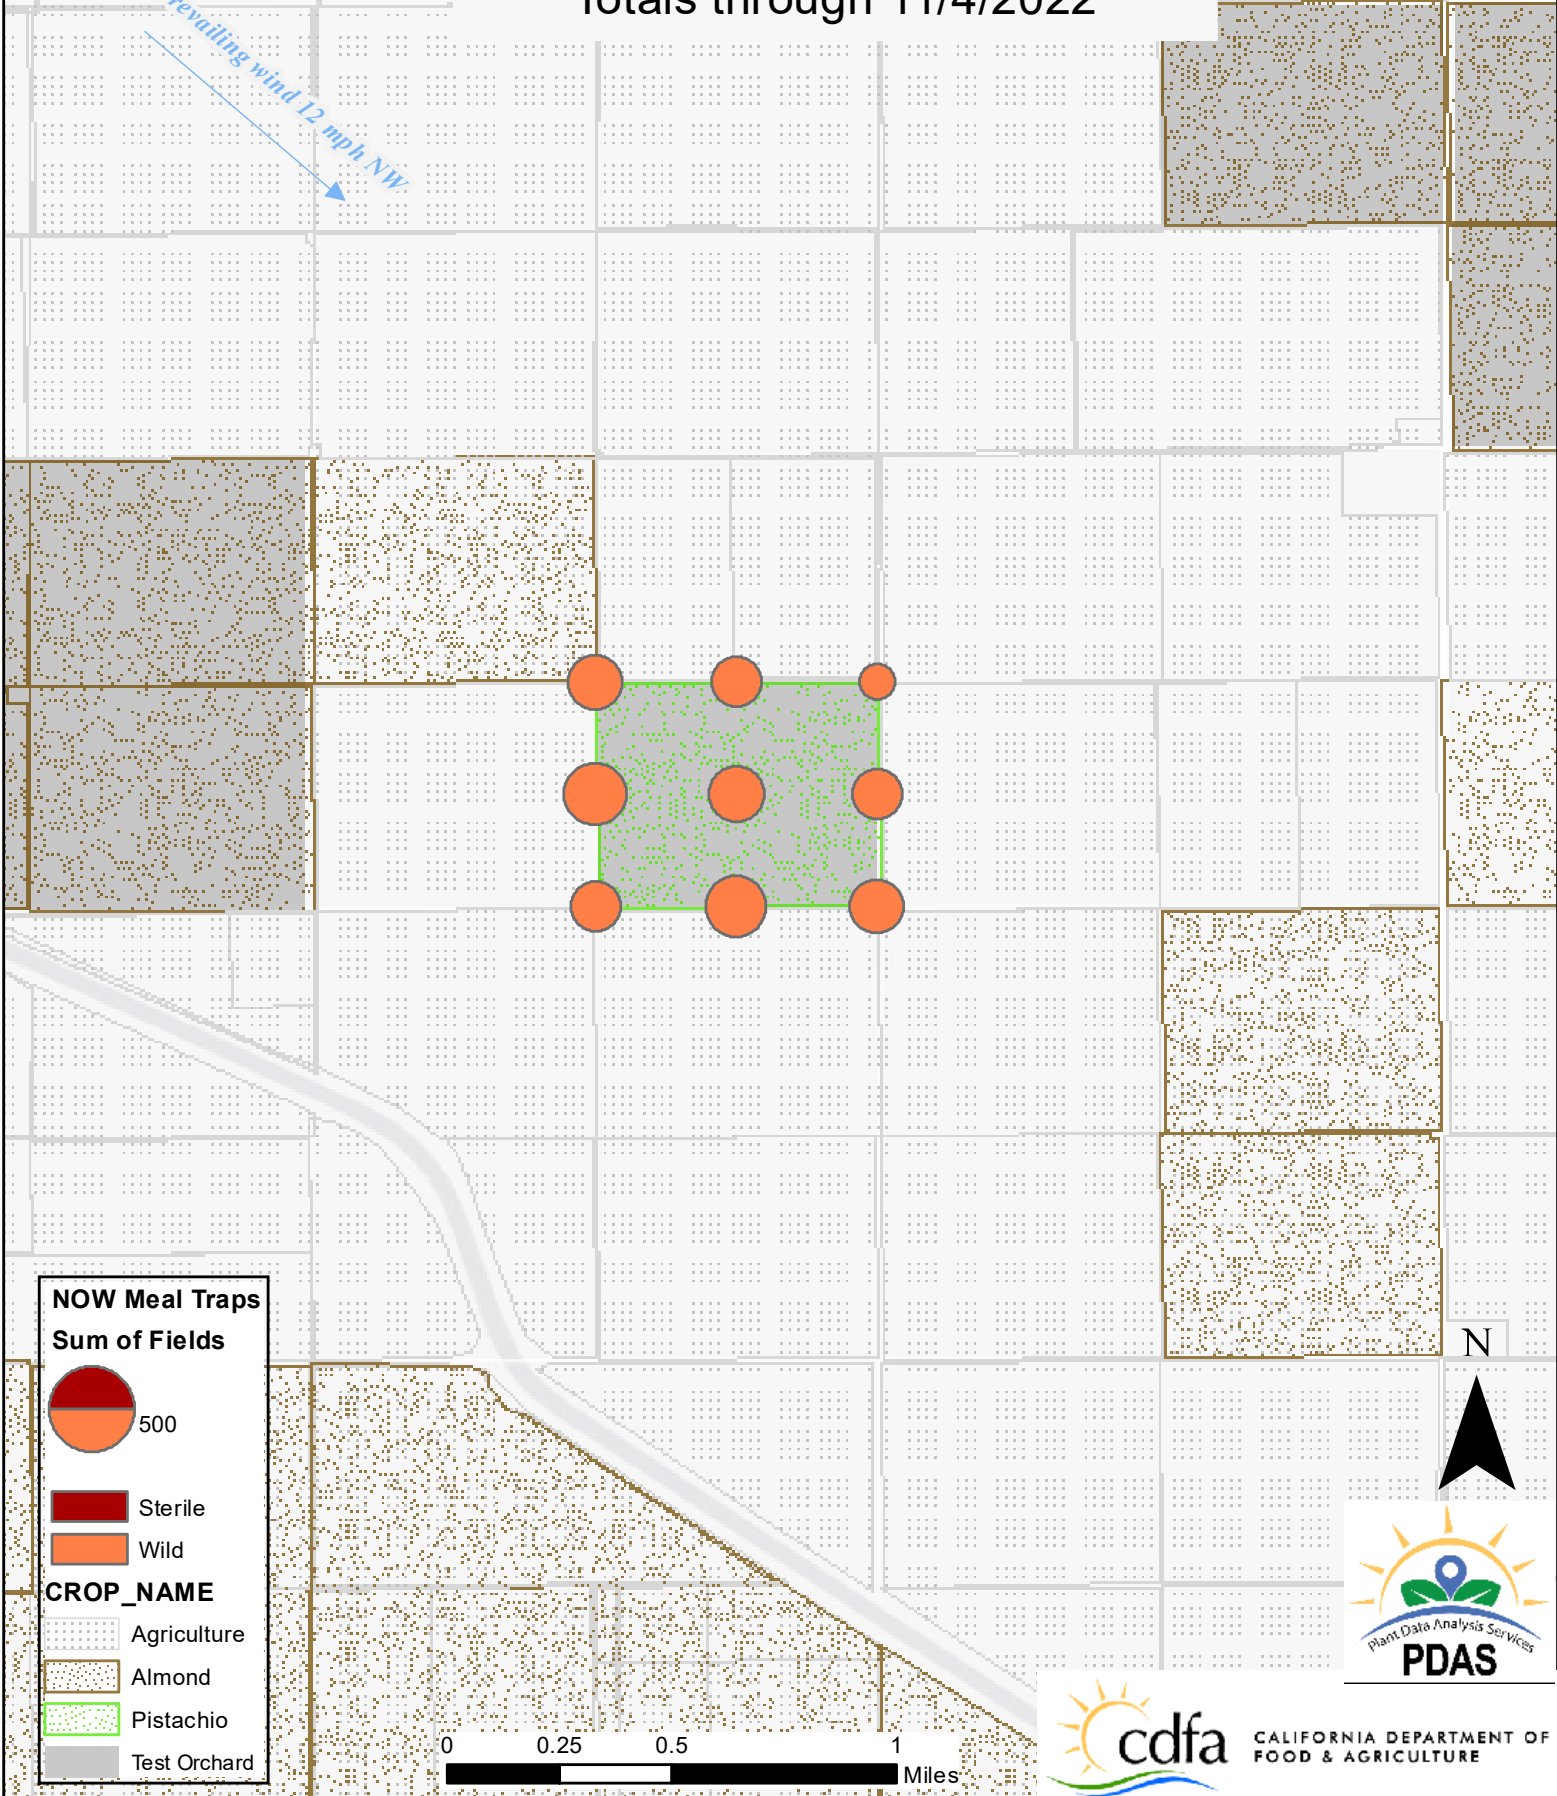 Totals through 11/4/2022
revailing wind 12 mph NW
N
NOW Meal Traps
Sum of Fields
500
Sterile
Wild
CROP_NAME
Agriculture
Almond
Pistachio
Test Orchard
0 0.25 0.5 1
Miles
Plant Data Analysis Services
PDAS
cdfa
CALIFORNIA DEPARTMENT OF
FOOD & AGRICULTURE